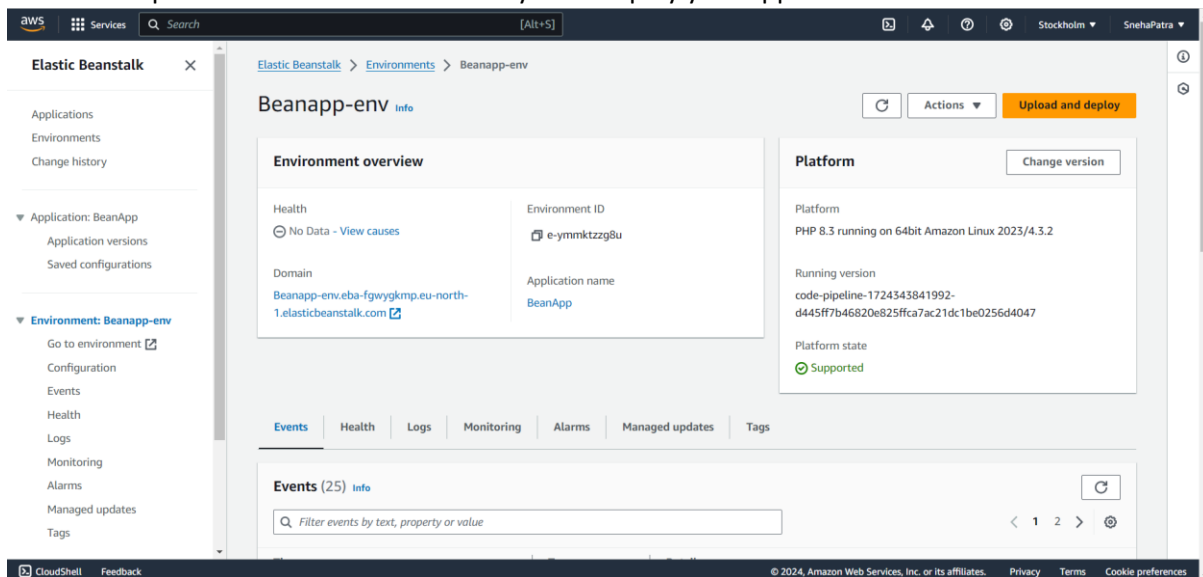 aws Services Search [Alt+S] Stockholm ▼ SnehaPatra ▼
Elastic Beanstalk
Applications
Environments
Change history
Application: BeanApp
Application versions
Saved configurations
Environment: Beanapp-env
Go to environment
Configuration
Events
Health
Logs
Monitoring
Alarms
Managed updates
Tags
Elastic Beanstalk > Environments > Beanapp-env
Beanapp-env Info
Actions ▼ Upload and deploy
Environment overview
Health
No Data - View causes
Environment ID
e-ymmktzzg8u
Domain
Beanapp-env.eba-fgwygkmp.eu-north-
1.elasticbeanstalk.com
Application name
BeanApp
Platform Change version
Platform
PHP 8.3 running on 64bit Amazon Linux 2023/4.3.2
Running version
code-pipeline-1724343841992-
d445ff7b46820e825ffca7ac21dc1be0256d4047
Platform state
Supported
Events Health Logs Monitoring Alarms Managed updates Tags
Events (25) Info
Filter events by text, property or value < 1 2 >
CloudShell Feedback © 2024, Amazon Web Services, Inc. or its affiliates. Privacy Terms Cookie preferences